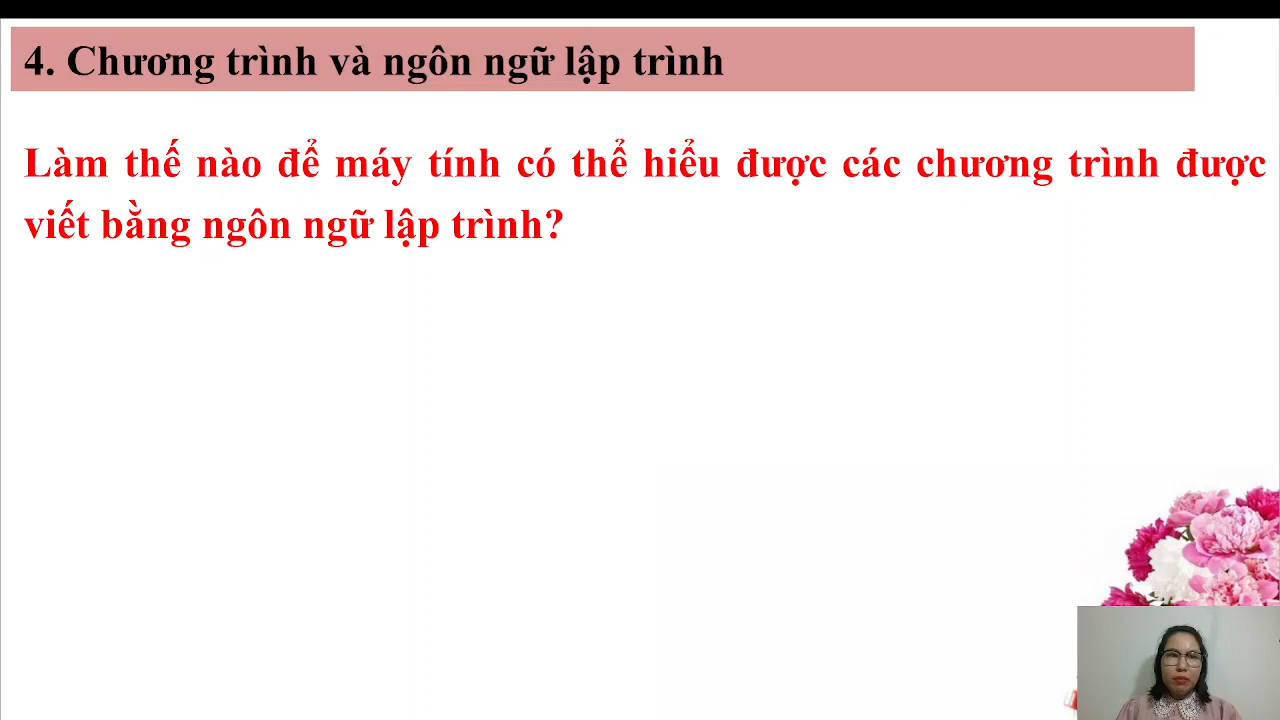 4. Chương trình và ngôn ngữ lập trình
Làm thế nào để máy tính có thể hiểu được các chương trình được
viết bằng ngôn ngữ lập trình?